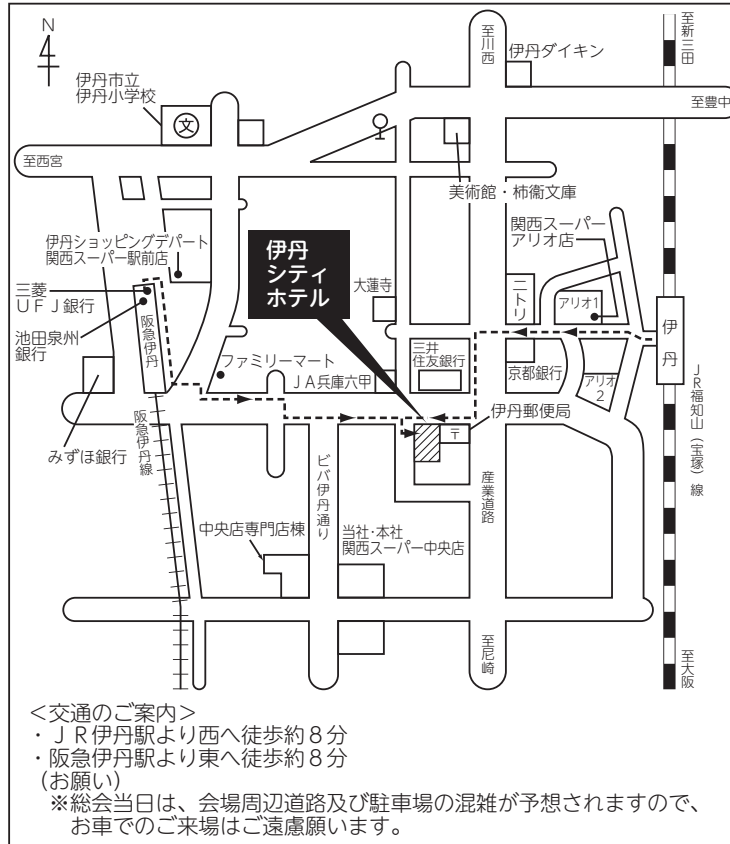 N
至川西
伊丹ダイキン
至新三田
伊丹市立
伊丹小学校
文
至豊中
至西宮
美術館・柿衞文庫
伊丹ショッピングデパート
関西スーパー駅前店
伊丹
シティ
ホテル
関西スーパー
アリオ店
三菱
UFJ銀行
大蓮寺
ニトリ
アリオ1
伊丹
池田泉州
銀行
阪急伊丹
ファミリーマート
三井
住友銀行
京都銀行
JA兵庫六甲
アリオ
2
JR福知山(宝塚)線
みずほ銀行
阪急伊丹線
伊丹郵便局
〒
ビバ伊丹通り
産業道路
中央店専門店棟
当社・本社
関西スーパー中央店
至尼崎
至大阪
<交通のご案内>
・JR伊丹駅より西へ徒歩約8分
・阪急伊丹駅より東へ徒歩約8分
(お願い)
※総会当日は、会場周辺道路及び駐車場の混雑が予想されますので、
お車でのご来場はご遠慮願います。